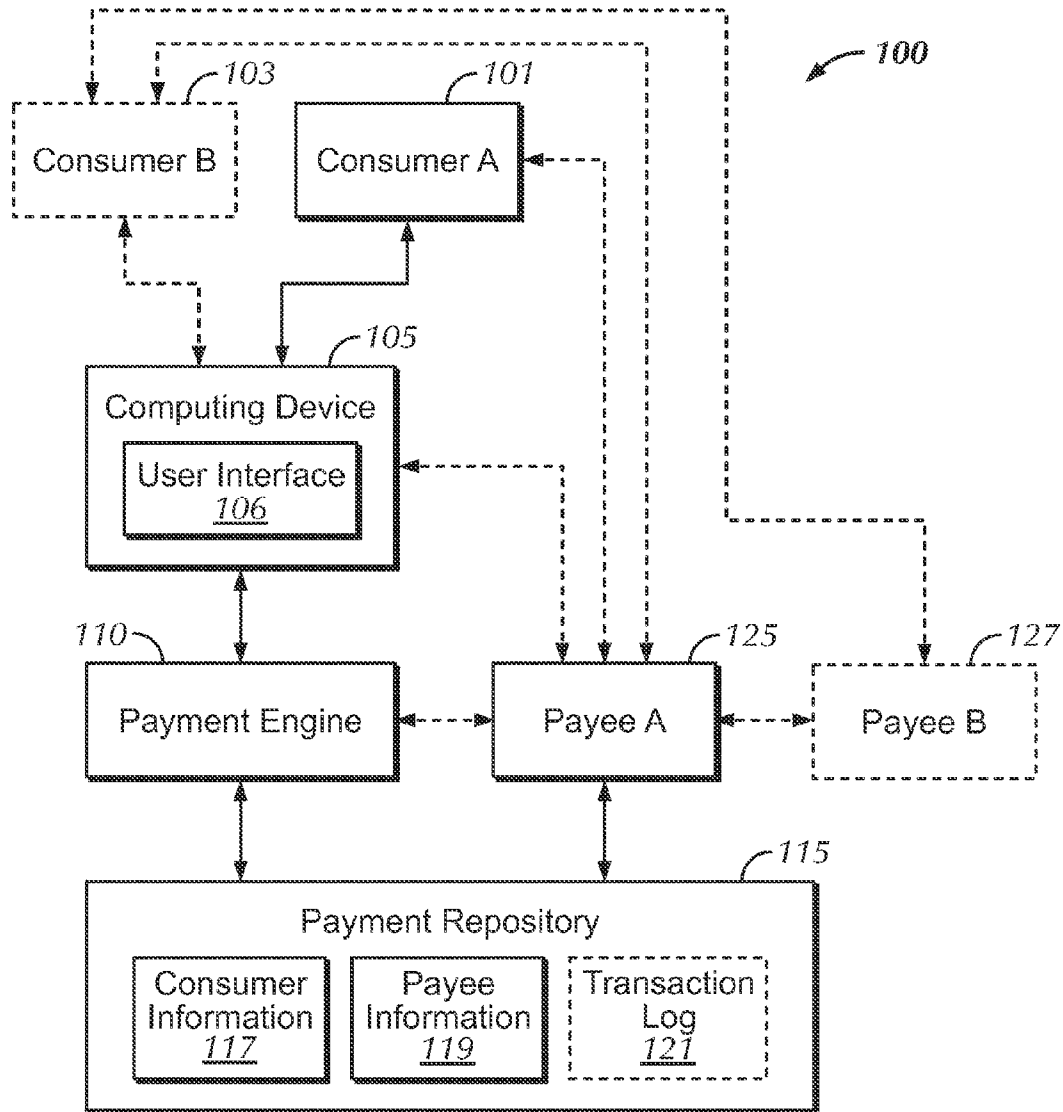 100
103
101
Consumer B
Consumer A
105
Computing Device
User Interface
106
110
125
127
Payment Engine
Payee A
Payee B
115
Payment Repository
Consumer
Information
117
Payee
Information
119
Transaction
Log
121